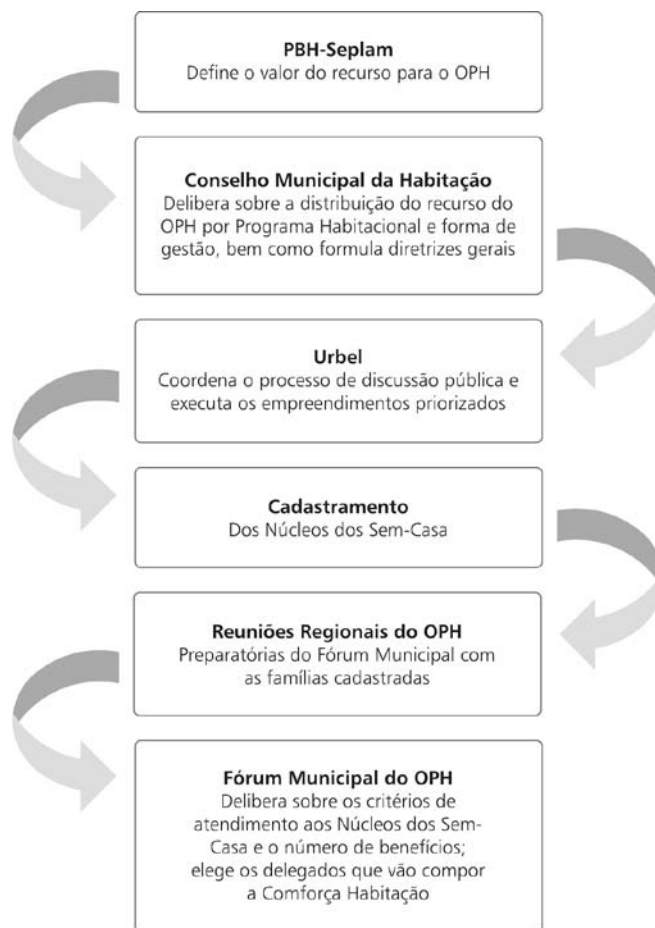 PBH-Seplam
Define o valor do recurso para o OPH
Conselho Municipal da Habitação
Delibera sobre a distribuição do recurso do
OPH por Programa Habitacional e forma de
gestão, bem como formula diretrizes gerais
Urbel
Coordena o processo de discussão pública e
executa os empreendimentos priorizados
Cadastramento
Dos Núcleos dos Sem-Casa
Reuniões Regionais do OPH
Preparatórias do Fórum Municipal com
as famílias cadastradas
Fórum Municipal do OPH
Delibera sobre os critérios de
atendimento aos Núcleos dos Sem-
Casa e o número de benefícios;
elege os delegados que vão compor
a Comforça Habitação